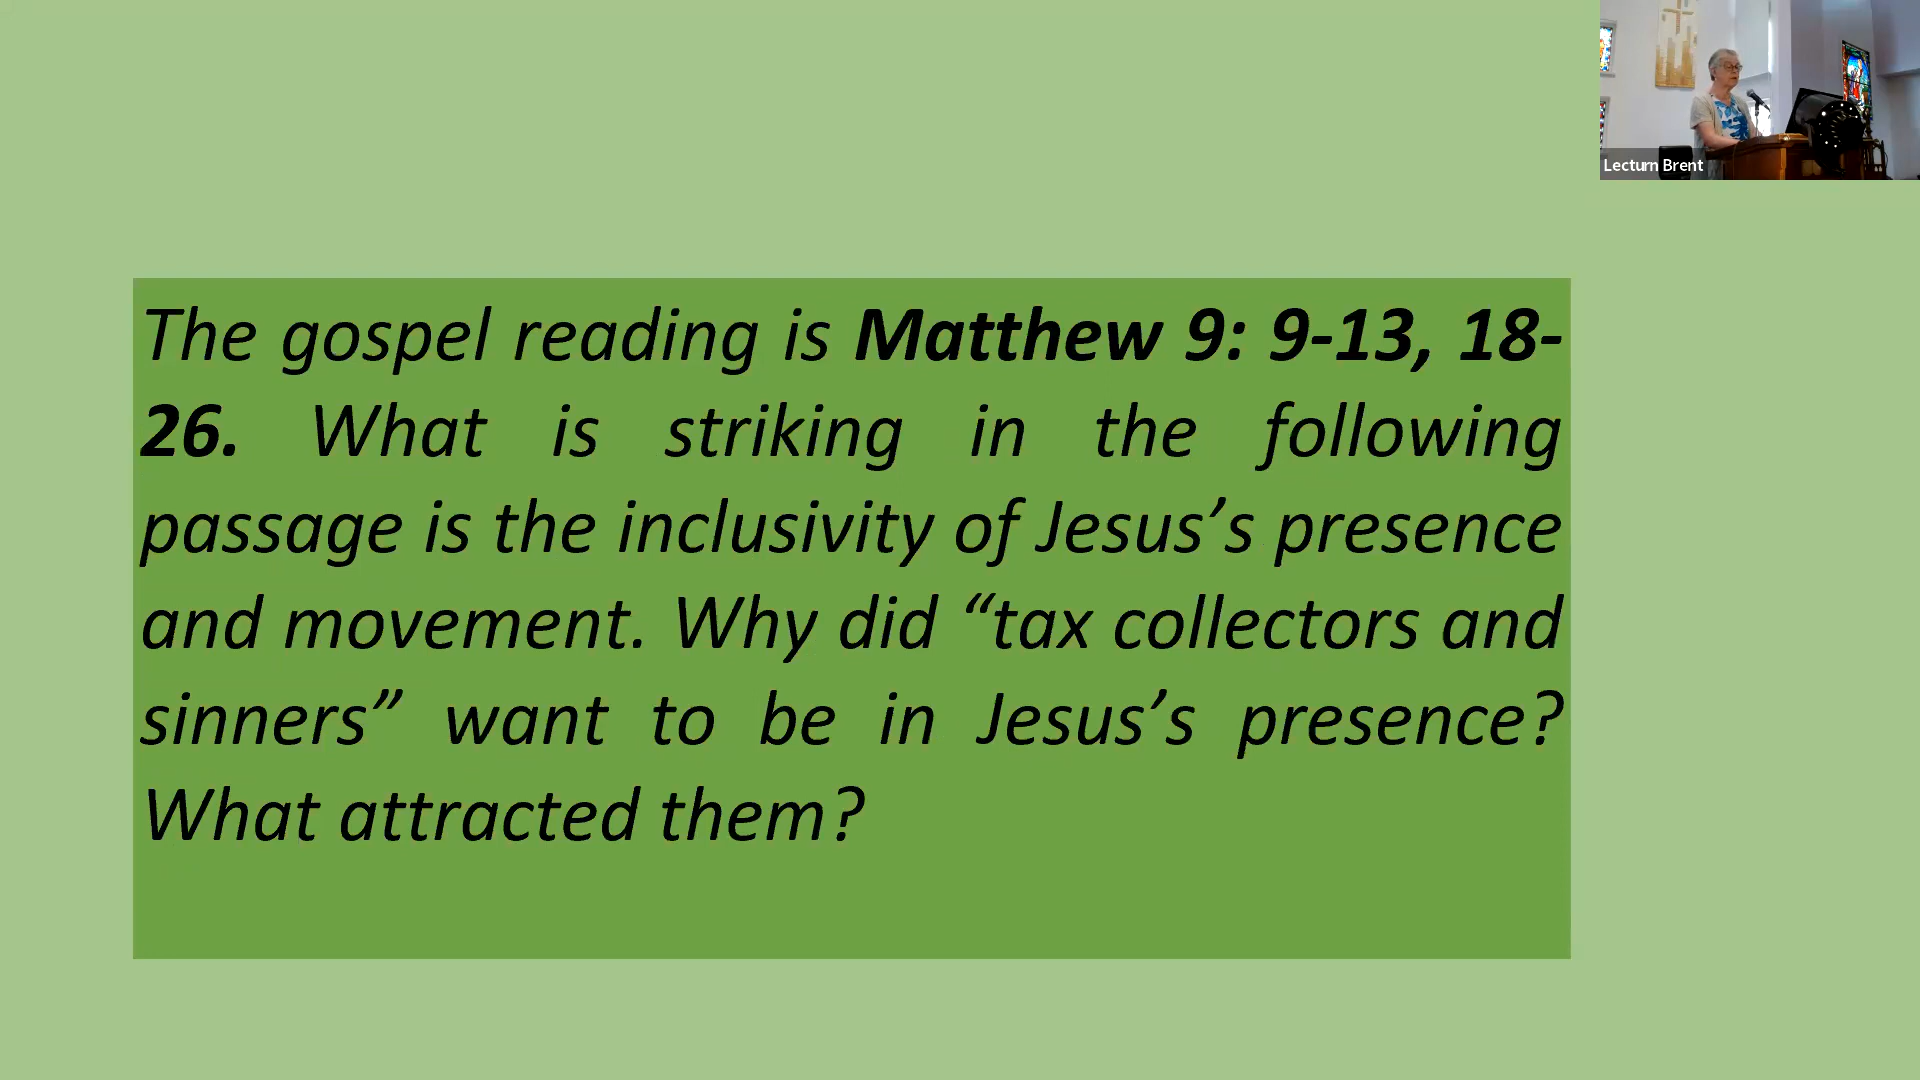 Lecturn Brent
The gospel reading is Matthew 9: 9-13, 18-
26. What is striking in the following
passage is the inclusivity of Jesus’s presence
and movement. Why did “tax collectors and
sinners” want to be in Jesus’s presence?
What attracted them?